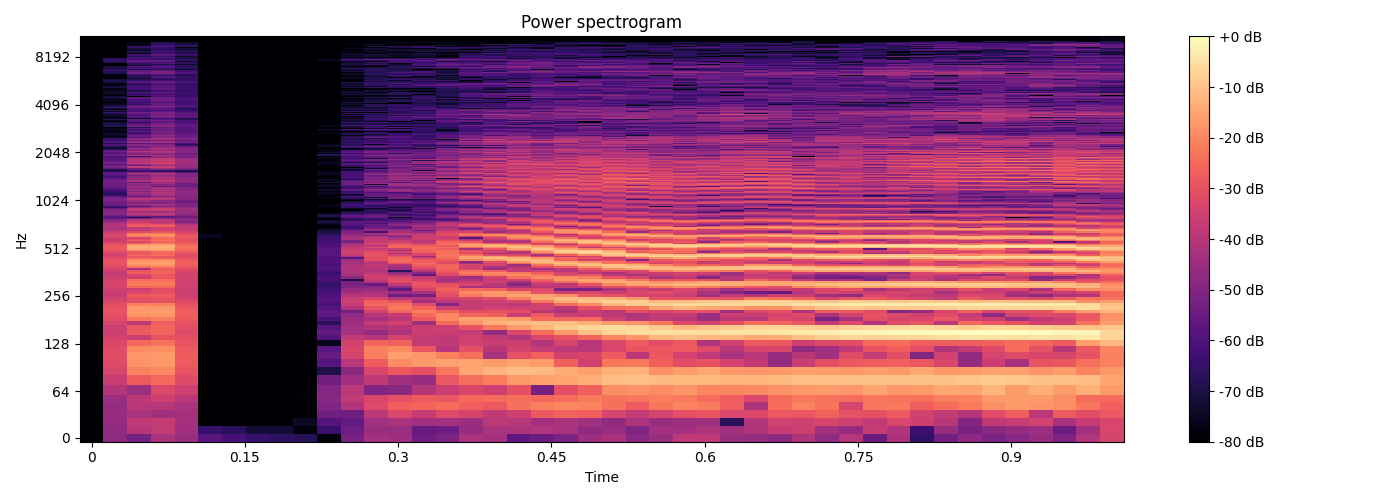 Power spectrogram
Hz
8192
4096
2048
1024
512
256
128
64
0
0 0.15 0.3 0.45 0.6 0.75 0.9
Time
+0 dB
-10 dB
-20 dB
-30 dB
-40 dB
-50 dB
-60 dB
-70 dB
-80 dB